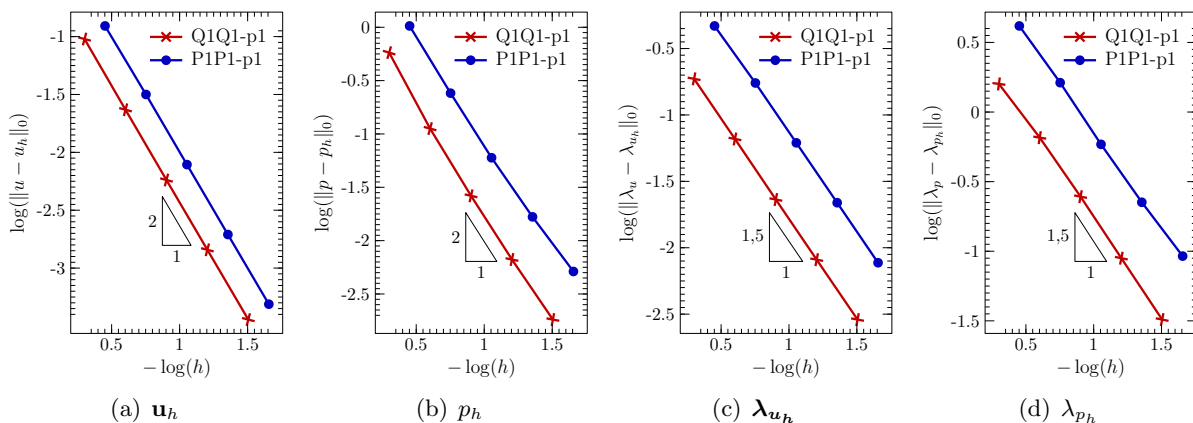 Q1Q1-p1
P1P1-p1
-1
-1.5
-2
-2.5
-3
log(‖u − u_h‖_0)
2
1
0.5 1 1.5
− log(h)
(a) u_h
Q1Q1-p1
P1P1-p1
0
-0.5
-1
-1.5
-2
-2.5
log(‖p − p_h‖_0)
2
1
0.5 1 1.5
− log(h)
(b) p_h
Q1Q1-p1
P1P1-p1
-0.5
-1
-1.5
-2
-2.5
log(‖λ_u − λ_{u_h}‖_0)
1,5
1
0.5 1 1.5
− log(h)
(c) λ_{u_h}
Q1Q1-p1
P1P1-p1
0.5
0
-0.5
-1
-1.5
log(‖λ_p − λ_{p_h}‖_0)
1,5
1
0.5 1 1.5
− log(h)
(d) λ_{p_h}